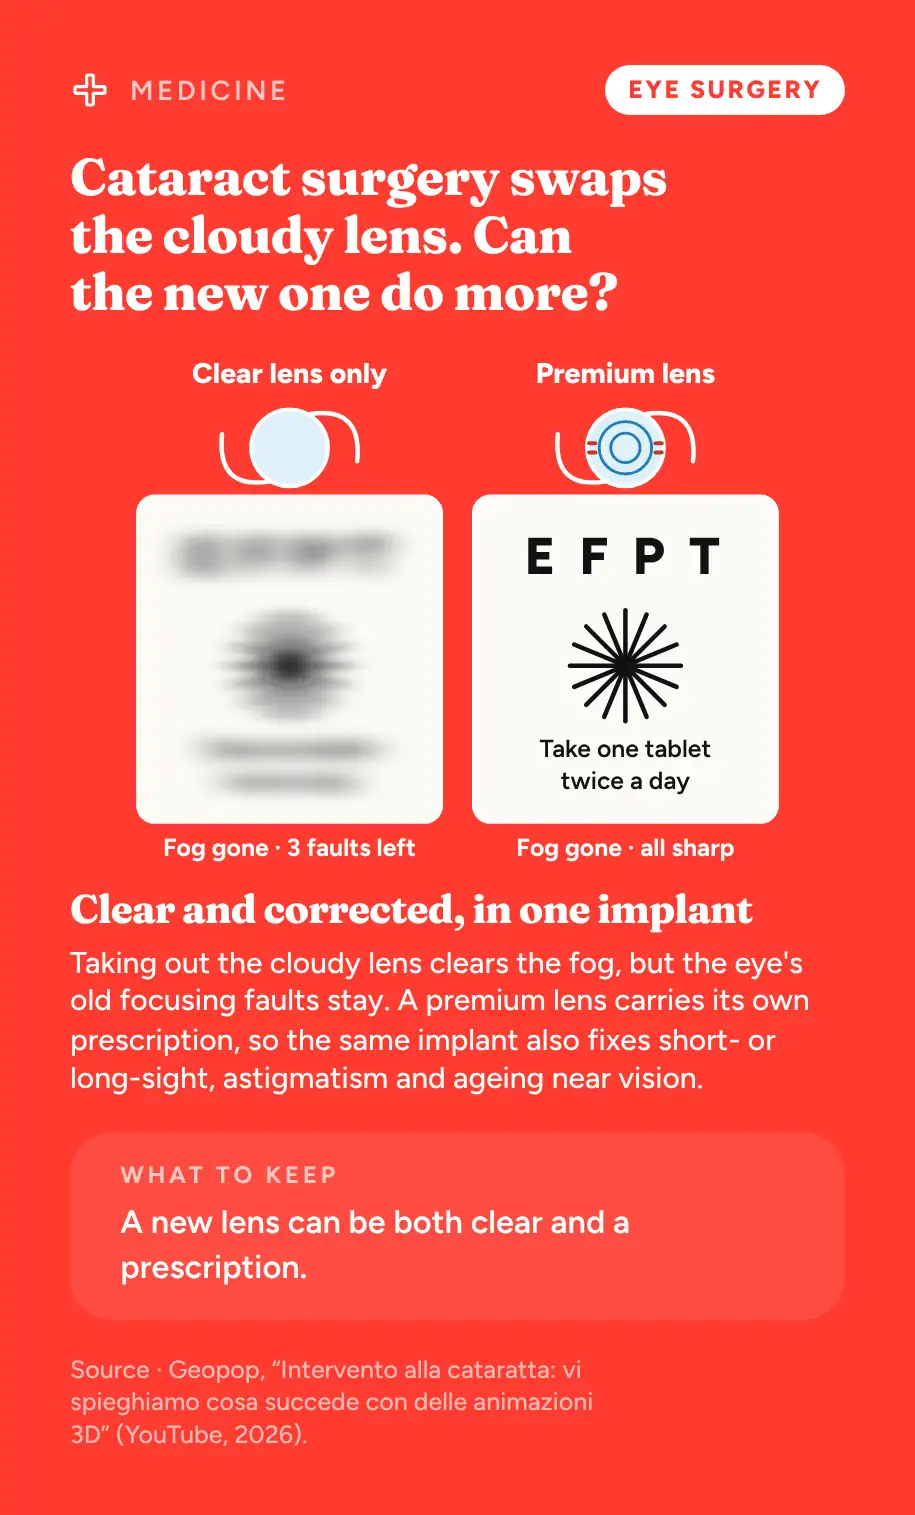 MEDICINE
EYE SURGERY
Cataract surgery swaps
the cloudy lens. Can
the new one do more?
Clear lens only
Premium lens
E F P T
Take one tablet
twice a day
Fog gone · 3 faults left
Fog gone · all sharp
Clear and corrected, in one implant
Taking out the cloudy lens clears the fog, but the eye's
old focusing faults stay. A premium lens carries its own
prescription, so the same implant also fixes short- or
long-sight, astigmatism and ageing near vision.
WHAT TO KEEP
A new lens can be both clear and a
prescription.
Source · Geopop, “Intervento alla cataratta: vi
spieghiamo cosa succede con delle animazioni
3D” (YouTube, 2026).